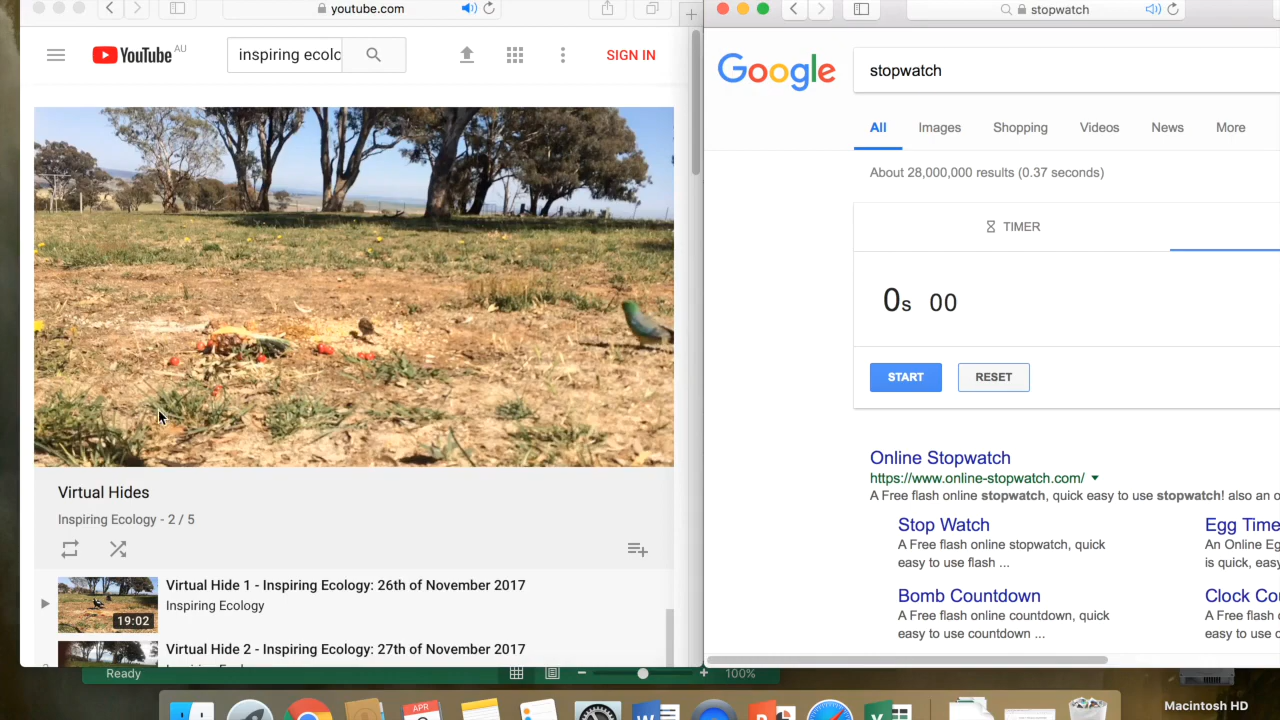 youtube.com
stopwatch
YouTube AU
inspiring ecolo
SIGN IN
Google
stopwatch
All
Images
Shopping
Videos
News
More
About 28,000,000 results (0.37 seconds)
TIMER
0s 00
START
RESET
Online Stopwatch
https://www.online-stopwatch.com/
A Free flash online stopwatch, quick easy to use stopwatch! also an o
Stop Watch
A Free flash online stopwatch, quick
easy to use flash ...
Egg Time
An Online Eg
is quick, easy
Bomb Countdown
A Free flash online countdown, quick
easy to use countdown ...
Clock Co
A Free flash
easy to use c
Virtual Hides
Inspiring Ecology - 2 / 5
Virtual Hide 1 - Inspiring Ecology: 26th of November 2017
Inspiring Ecology
19:02
Virtual Hide 2 - Inspiring Ecology: 27th of November 2017
Ready
100%
APR
Macintosh HD